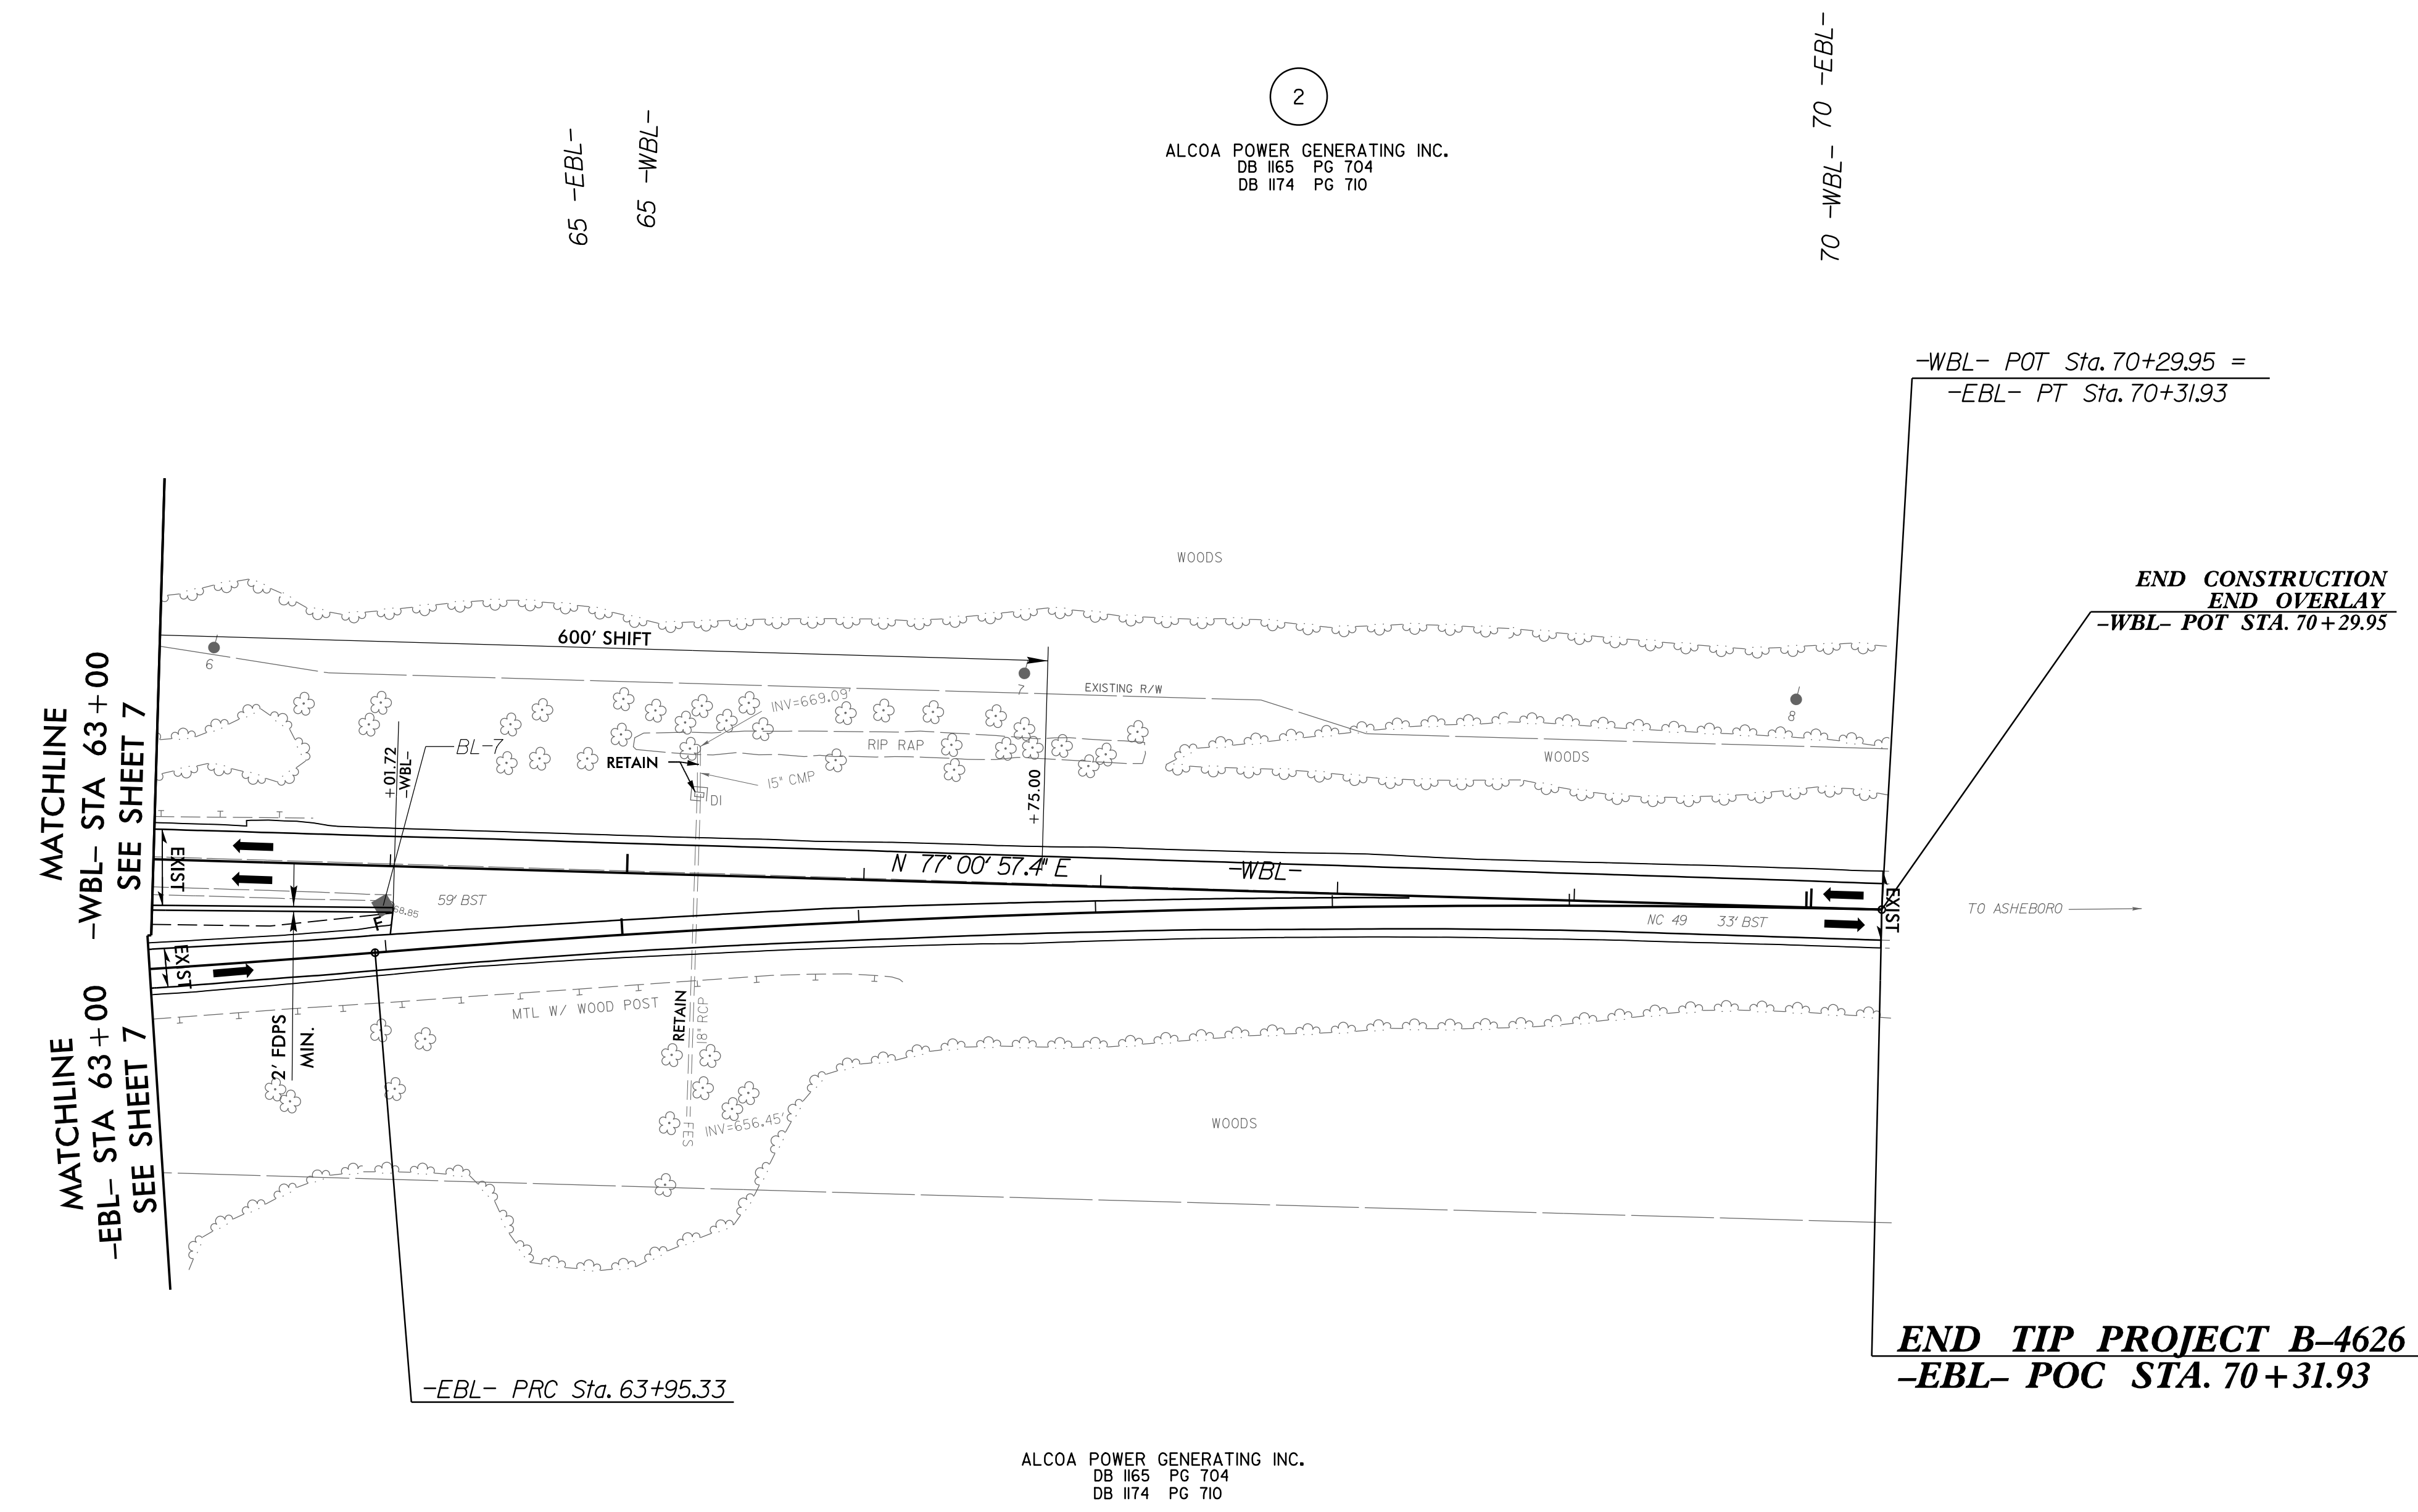 65 -EBL-
65 -WBL-
2
ALCOA POWER GENERATING INC.
DB 1165 PG 704
DB 1174 PG 710
70 -WBL- 70 -EBL-
-WBL- POT Sta. 70+29.95 =
-EBL- PT Sta. 70+31.93
END CONSTRUCTION
END OVERLAY
-WBL- POT STA. 70+29.95
WOODS
600' SHIFT
6
7
8
EXISTING R/W
MATCHLINE
-WBL- STA 63+00
SEE SHEET 7
+01.72
-WBL-
BL-7
INV=669.09'
RIP RAP
RETAIN
15" CMP
DI
+75.00
WOODS
EXIST
N 77° 00' 57.4" E
-WBL-
59' BST
68.85
NC 49
33' BST
EXIST
TO ASHEBORO
EXIST
MATCHLINE
-EBL- STA 63+00
SEE SHEET 7
2' FDPS
MIN.
MTL W/ WOOD POST
RETAIN
18" RCP
FES
INV=656.45'
WOODS
END TIP PROJECT B-4626
-EBL- POC STA. 70+31.93
-EBL- PRC Sta. 63+95.33
ALCOA POWER GENERATING INC.
DB 1165 PG 704
DB 1174 PG 710